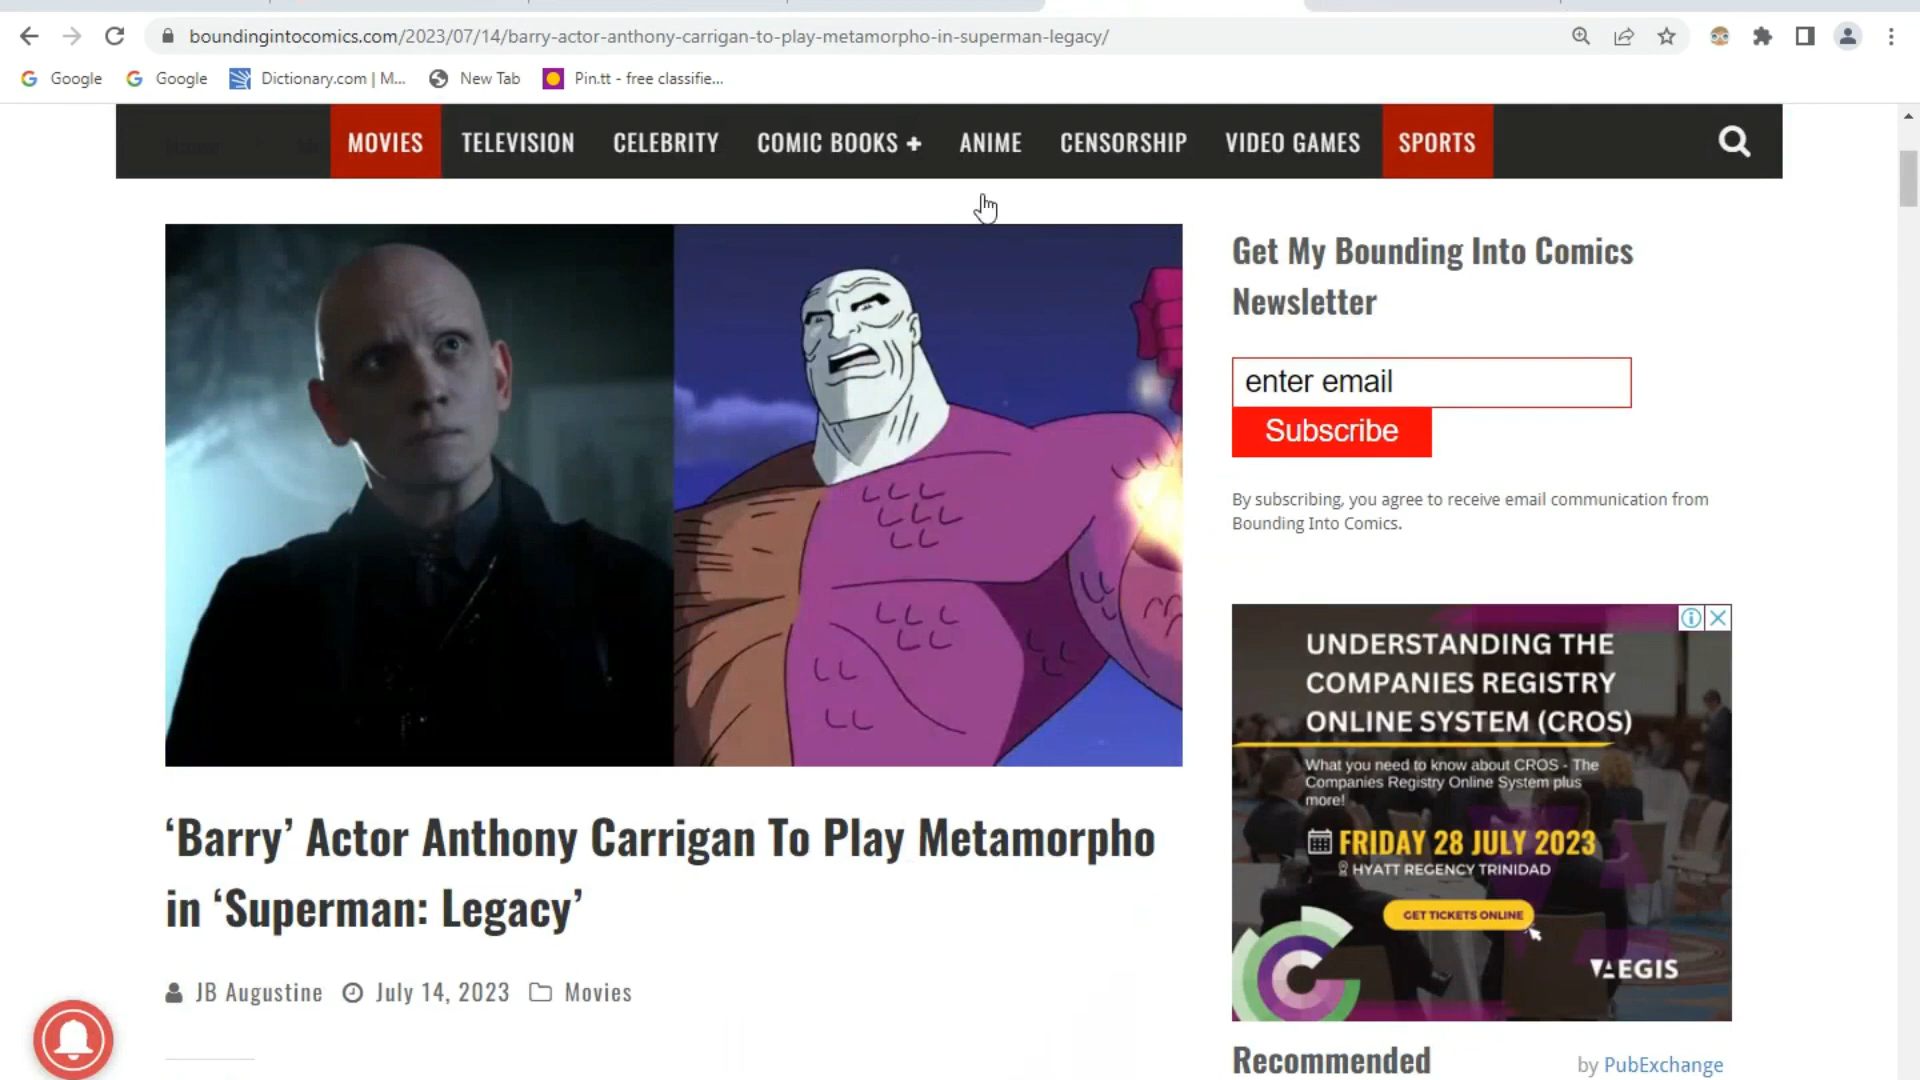 boundingintocomics.com/2023/07/14/barry-actor-anthony-carrigan-to-play-metamorpho-in-superman-legacy/
Google
Google
Dictionary.com | M...
New Tab
Pin.tt - free classifie...
MOVIES TELEVISION CELEBRITY COMIC BOOKS + ANIME CENSORSHIP VIDEO GAMES SPORTS
Get My Bounding Into Comics
Newsletter
enter email
Subscribe
By subscribing, you agree to receive email communication from
Bounding Into Comics.
UNDERSTANDING THE
COMPANIES REGISTRY
ONLINE SYSTEM (CROS)
What you need to know about CROS - The
Companies Registry Online System plus
more!
FRIDAY 28 JULY 2023
HYATT REGENCY TRINIDAD
GET TICKETS ONLINE
AEGIS
‘Barry’ Actor Anthony Carrigan To Play Metamorpho
in ‘Superman: Legacy’
JB Augustine July 14, 2023 Movies
Recommended
by PubExchange